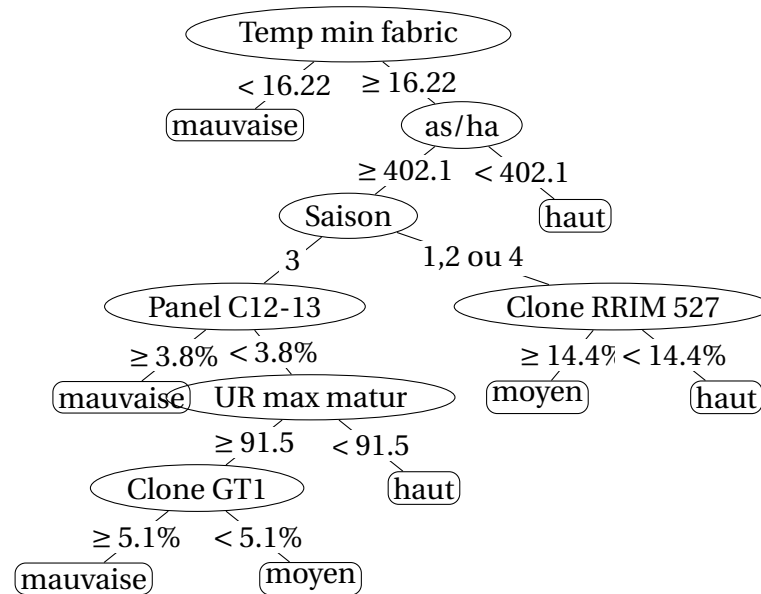 Temp min fabric
< 16.22 ≥ 16.22
mauvaise as/ha
≥ 402.1 < 402.1
Saison haut
3 1,2 ou 4
Panel C12-13 Clone RRIM 527
≥ 3.8% < 3.8% ≥ 14.4% < 14.4%
mauvaise UR max matur moyen haut
≥ 91.5 < 91.5
Clone GT1 haut
≥ 5.1% < 5.1%
mauvaise moyen